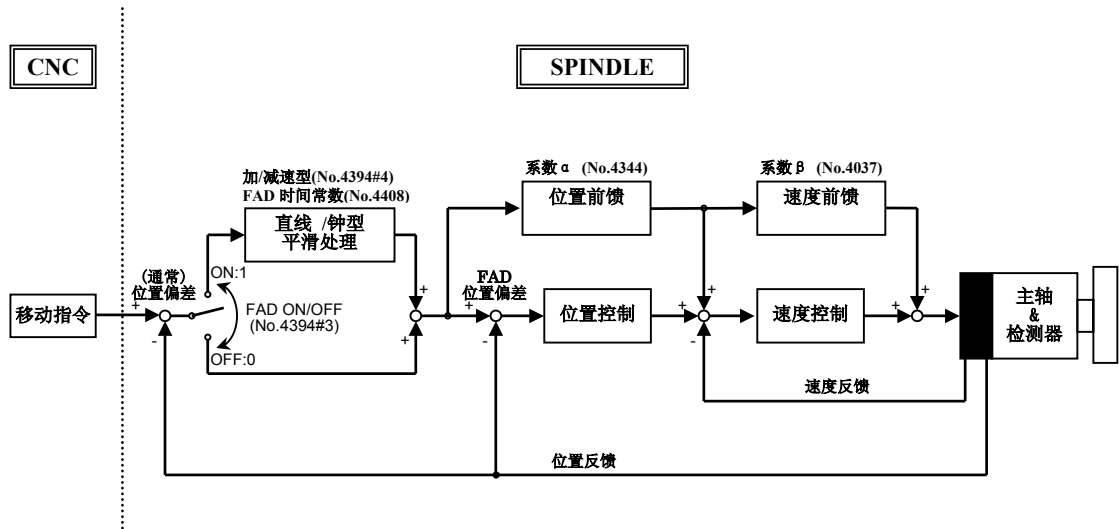 CNC
SPINDLE
加/减速型(No.4394#4)
FAD 时间常数(No.4408)
直线 /钟型
平滑处理
系数α (No.4344)
位置前馈
系数β (No.4037)
速度前馈
(通常)
位置偏差
ON:1
FAD ON/OFF
(No.4394#3)
OFF:0
FAD
位置偏差
移动指令
位置控制
速度控制
主轴
&
检测器
+
-
+
+
+
-
+
+
-
+
+
速度反馈
位置反馈